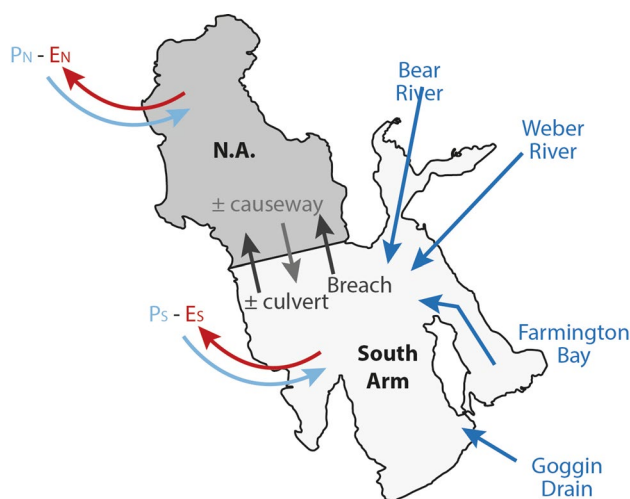 PN - EN
Bear
River
Weber
River
N.A.
± causeway
± culvert
Breach
PS - ES
South
Arm
Farmington
Bay
Goggin
Drain